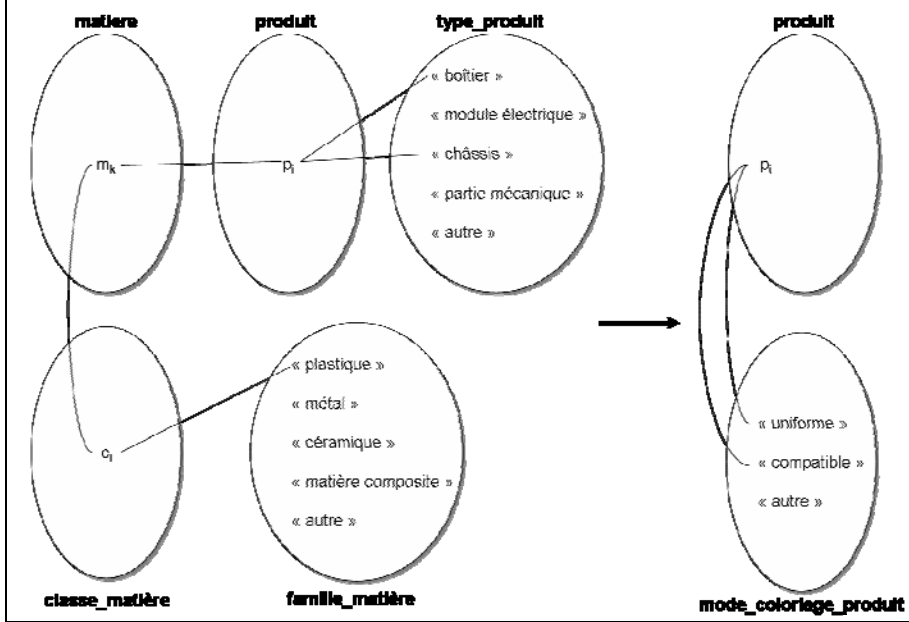 matiere
produit
type_produit
produit
« boîtier »
« module électrique »
« châssis »
« partie mécanique »
« autre »
mk
pi
pi
« plastique »
« métal »
« céramique »
« matière composite »
« autre »
ci
« uniforme »
« compatible »
« autre »
classe_matière
famille_matière
mode_coloriege_produit